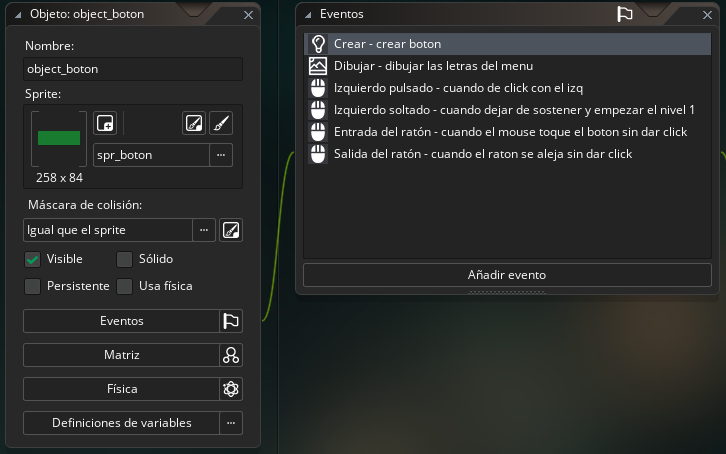 Objeto: object_boton
Nombre:
object_boton
Sprite:
spr_boton
...
258 x 84
Máscara de colisión:
Igual que el sprite
...
Visible
Sólido
Persistente
Usa física
Eventos
Matriz
Física
Definiciones de variables
...
Eventos
Crear - crear boton
Dibujar - dibujar las letras del menu
Izquierdo pulsado - cuando de click con el izq
Izquierdo soltado - cuando dejar de sostener y empezar el nivel 1
Entrada del ratón - cuando el mouse toque el boton sin dar click
Salida del ratón - cuando el raton se aleja sin dar click
Añadir evento